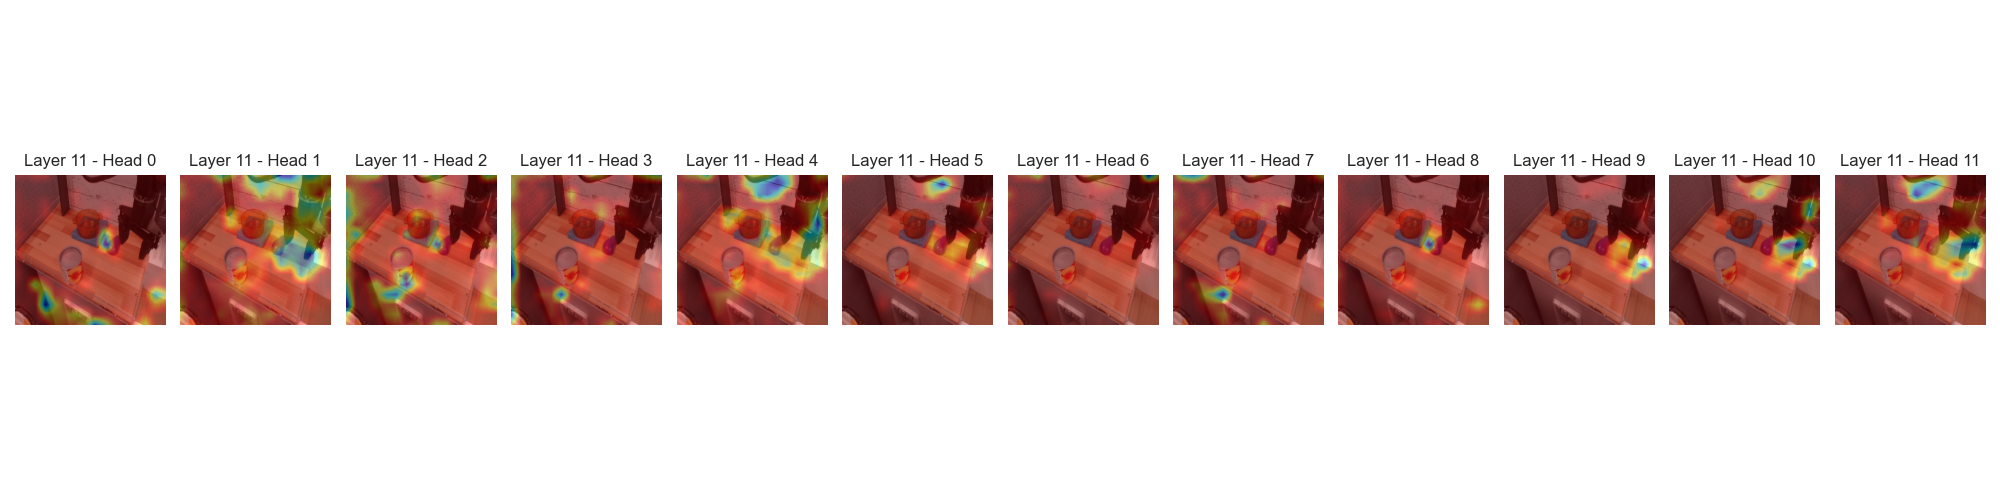 Layer 11 - Head 0
Layer 11 - Head 1
Layer 11 - Head 2
Layer 11 - Head 3
Layer 11 - Head 4
Layer 11 - Head 5
Layer 11 - Head 6
Layer 11 - Head 7
Layer 11 - Head 8
Layer 11 - Head 9
Layer 11 - Head 10
Layer 11 - Head 11